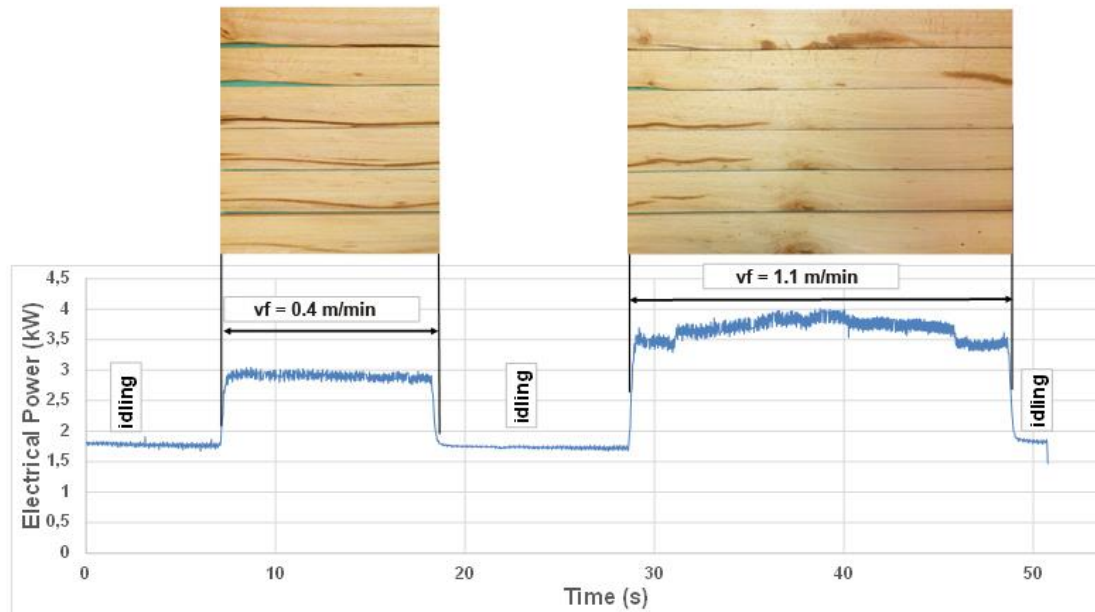 vf = 0.4 m/min
vf = 1.1 m/min
idling
idling
idling
Electrical Power (kW)
4,5
4
3,5
3
2,5
2
1,5
1
0,5
0
0
10
20
30
40
50
Time (s)